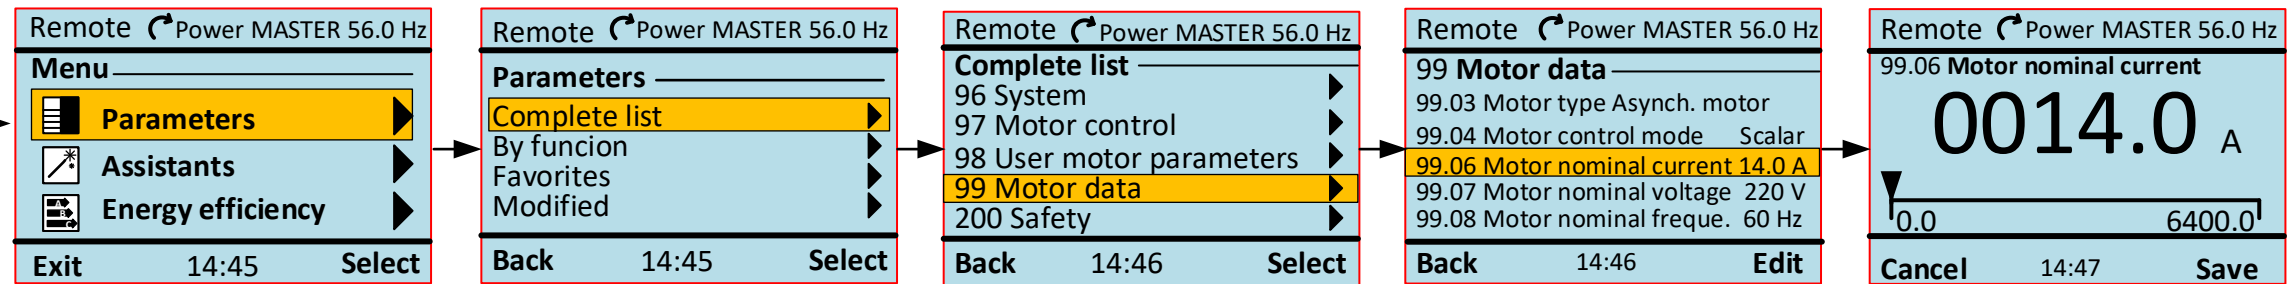 Remote Power MASTER 56.0 Hz
Menu
Parameters
Assistants
Energy efficiency
Exit 14:45 Select
Remote Power MASTER 56.0 Hz
Parameters
Complete list
By funcion
Favorites
Modified
Back 14:45 Select
Remote Power MASTER 56.0 Hz
Complete list
96 System
97 Motor control
98 User motor parameters
99 Motor data
200 Safety
Back 14:46 Select
Remote Power MASTER 56.0 Hz
99 Motor data
99.03 Motor type Asynch. motor
99.04 Motor control mode Scalar
99.06 Motor nominal current 14.0 A
99.07 Motor nominal voltage 220 V
99.08 Motor nominal freque. 60 Hz
Back 14:46 Edit
Remote Power MASTER 56.0 Hz
99.06 Motor nominal current
0014.0 A
0.0 6400.0
Cancel 14:47 Save